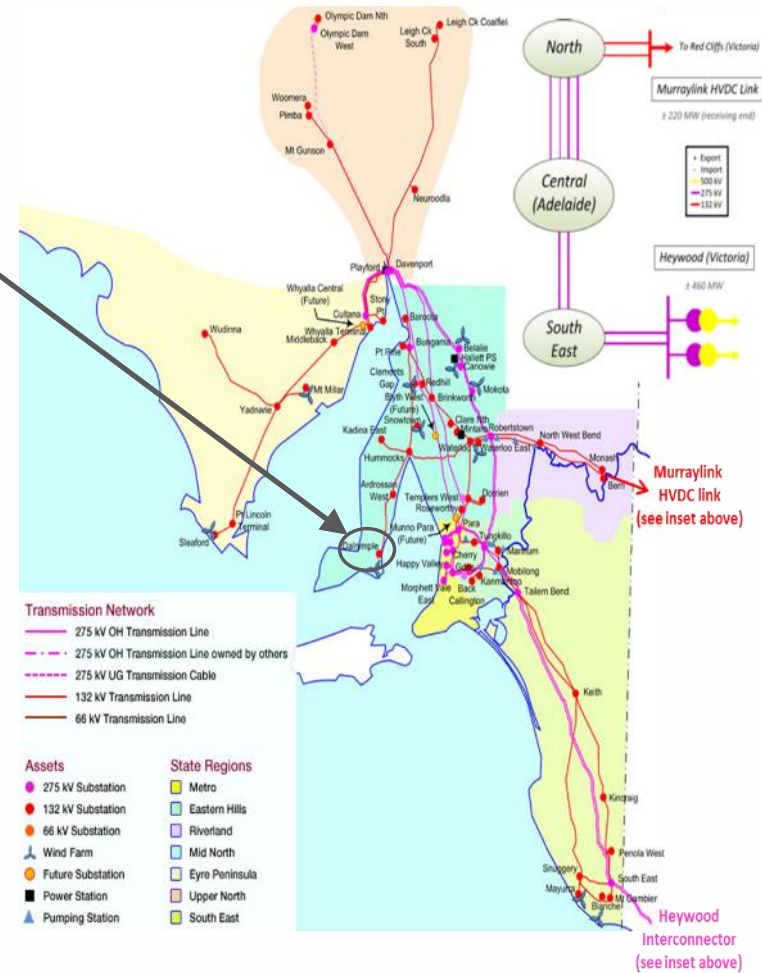 Olympic Dam Nth
Olympic Dam
West
Leigh Ck Coalfiel
Leigh Ck
South
Woomera
Pimba
Mt Gunson
Neuroodla
North
To Red Cliffs (Victoria)
Murraylink HVDC Link
± 220 MW (receiving end)
Export
Import
500 kV
275 kV
132 kV
Central
(Adelaide)
Heywood (Victoria)
± 460 MW
South
East
Playford
Davenport
Whyalla Central
(Future)
Stony
Pt
Cultana
Whyalla Terminal
Middleback
Baroota
Wudinna
Bungama
Pt Pirie
Belalie
Hallett PS
Canowie
Clements
Gap
Redhill
Mokota
Mt Millar
Blyth West
(Future)
Brinkworth
Yadnarie
Snowtown
Clare Nth
Mintaro
Robertstown
Kadina East
Waterloo
Waterloo East
North West Bend
Hummocks
Monash
Berri
Murraylink
HVDC link
(see inset above)
Ardrossan
West
Templers West
Dorrien
Roseworthy
Pt Lincoln
Terminal
Sleaford
Munno Para
(Future)
Para
Tungkillo
Dalrymple
Mannum
Cherry
Gdns
Happy Valley
Mobilong
Kanmantoo
Morphett Vale
East
Back
Callington
Tailem Bend
Transmission Network
275 kV OH Transmission Line
275 kV OH Transmission Line owned by others
275 kV UG Transmission Cable
132 kV Transmission Line
66 kV Transmission Line
Keith
Assets
275 kV Substation
132 kV Substation
66 kV Substation
Wind Farm
Future Substation
Power Station
Pumping Station
State Regions
Metro
Eastern Hills
Riverland
Mid North
Eyre Peninsula
Upper North
South East
Kincraig
Penola West
Snuggery
South East
Mayurra
Mt Gambier
Blanche
Heywood
Interconnector
(see inset above)